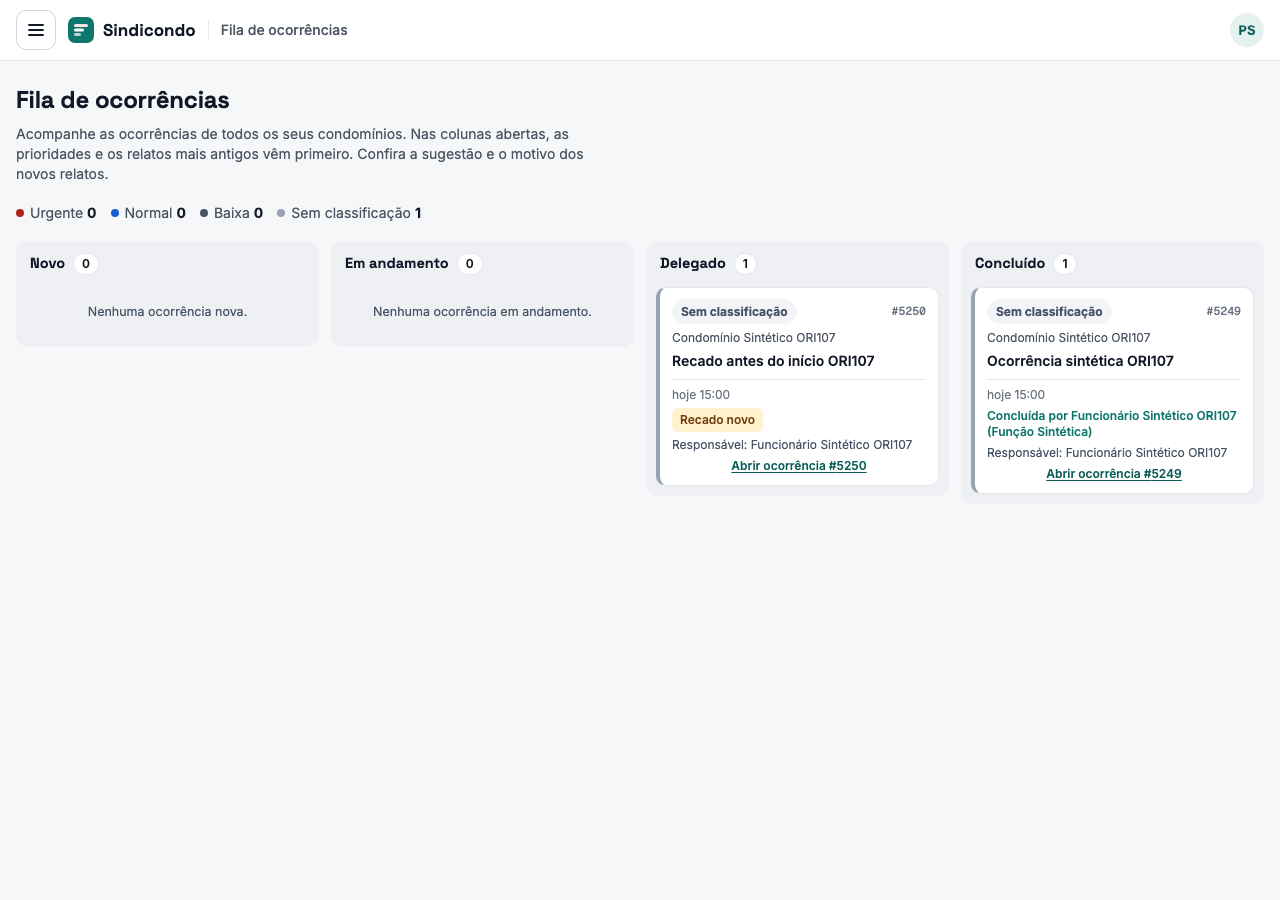 Sindicondo
Fila de ocorrências
PS
Fila de ocorrências
Acompanhe as ocorrências de todos os seus condomínios. Nas colunas abertas, as
prioridades e os relatos mais antigos vêm primeiro. Confira a sugestão e o motivo dos
novos relatos.
Urgente 0 Normal 0 Baixa 0 Sem classificação 1
Novo 0
Nenhuma ocorrência nova.
Em andamento 0
Nenhuma ocorrência em andamento.
Delegado 1
Sem classificação #5250
Condomínio Sintético ORI107
Recado antes do início ORI107
hoje 15:00
Recado novo
Responsável: Funcionário Sintético ORI107
Abrir ocorrência #5250
Concluído 1
Sem classificação #5249
Condomínio Sintético ORI107
Ocorrência sintética ORI107
hoje 15:00
Concluída por Funcionário Sintético ORI107
(Função Sintética)
Responsável: Funcionário Sintético ORI107
Abrir ocorrência #5249